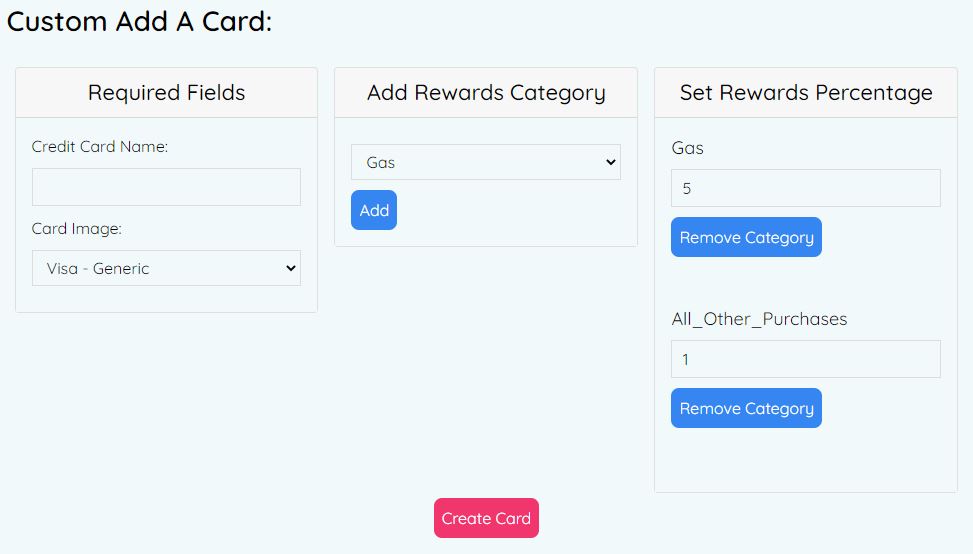 Custom Add A Card:
Required Fields
Credit Card Name:
Card Image:
Visa - Generic
Add Rewards Category
Gas
Add
Set Rewards Percentage
Gas
5
Remove Category
All_Other_Purchases
1
Remove Category
Create Card